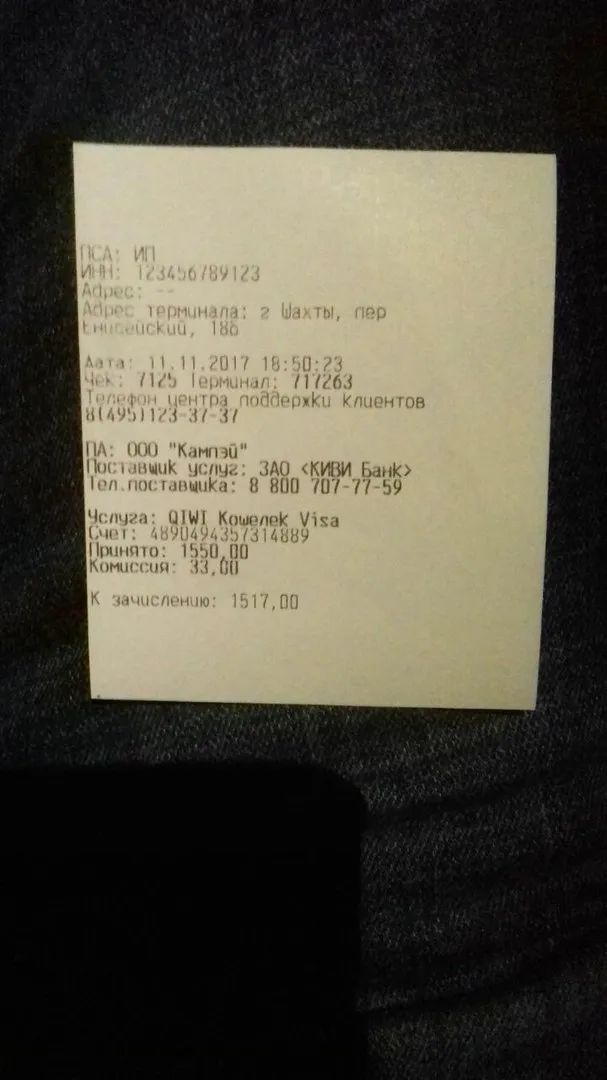 ПСА: ИП
ИНН: 123456789123
Адрес: --
Адрес терминала: г Шахты, пер
Енисейский, 18б
Дата: 11.11.2017 18:50:23
Чек: 7125 Терминал: 717263
Телефон центра поддержки клиентов
8(495)123-37-37
ПА: ООО "Кампэй"
Поставщик услуг: ЗАО <КИВИ Банк>
Тел.поставщика: 8 800 707-77-59
Услуга: QIWI Кошелек Visa
Счет: 4890494357314889
Принято: 1550,00
Комиссия: 33,00
К зачислению: 1517,00